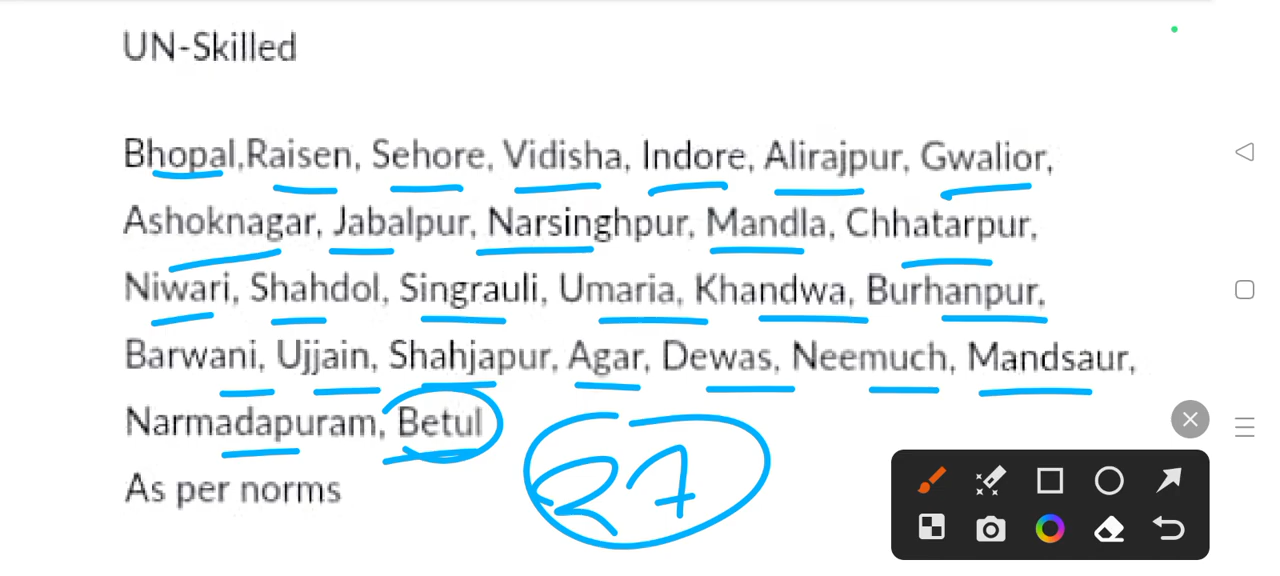 UN-Skilled
Bhopal,Raisen, Sehore, Vidisha, Indore, Alirajpur, Gwalior,
Ashoknagar, Jabalpur, Narsinghpur, Mandla, Chhatarpur,
Niwari, Shahdol, Singrauli, Umaria, Khandwa, Burhanpur,
Barwani, Ujjain, Shahjapur, Agar, Dewas, Neemuch, Mandsaur,
Narmadapuram, Betul
27
As per norms